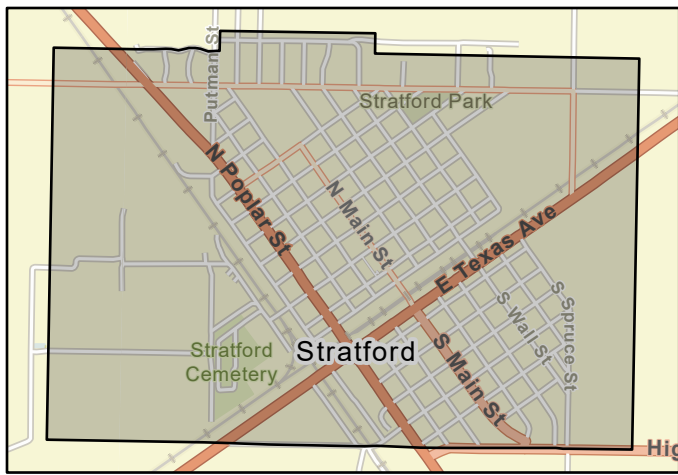 Putman St
Stratford Park
N Poplar St
N Main St
E Texas Ave
S Spruce St
S Wall St
Stratford
Cemetery
Stratford
S Main St
Hig